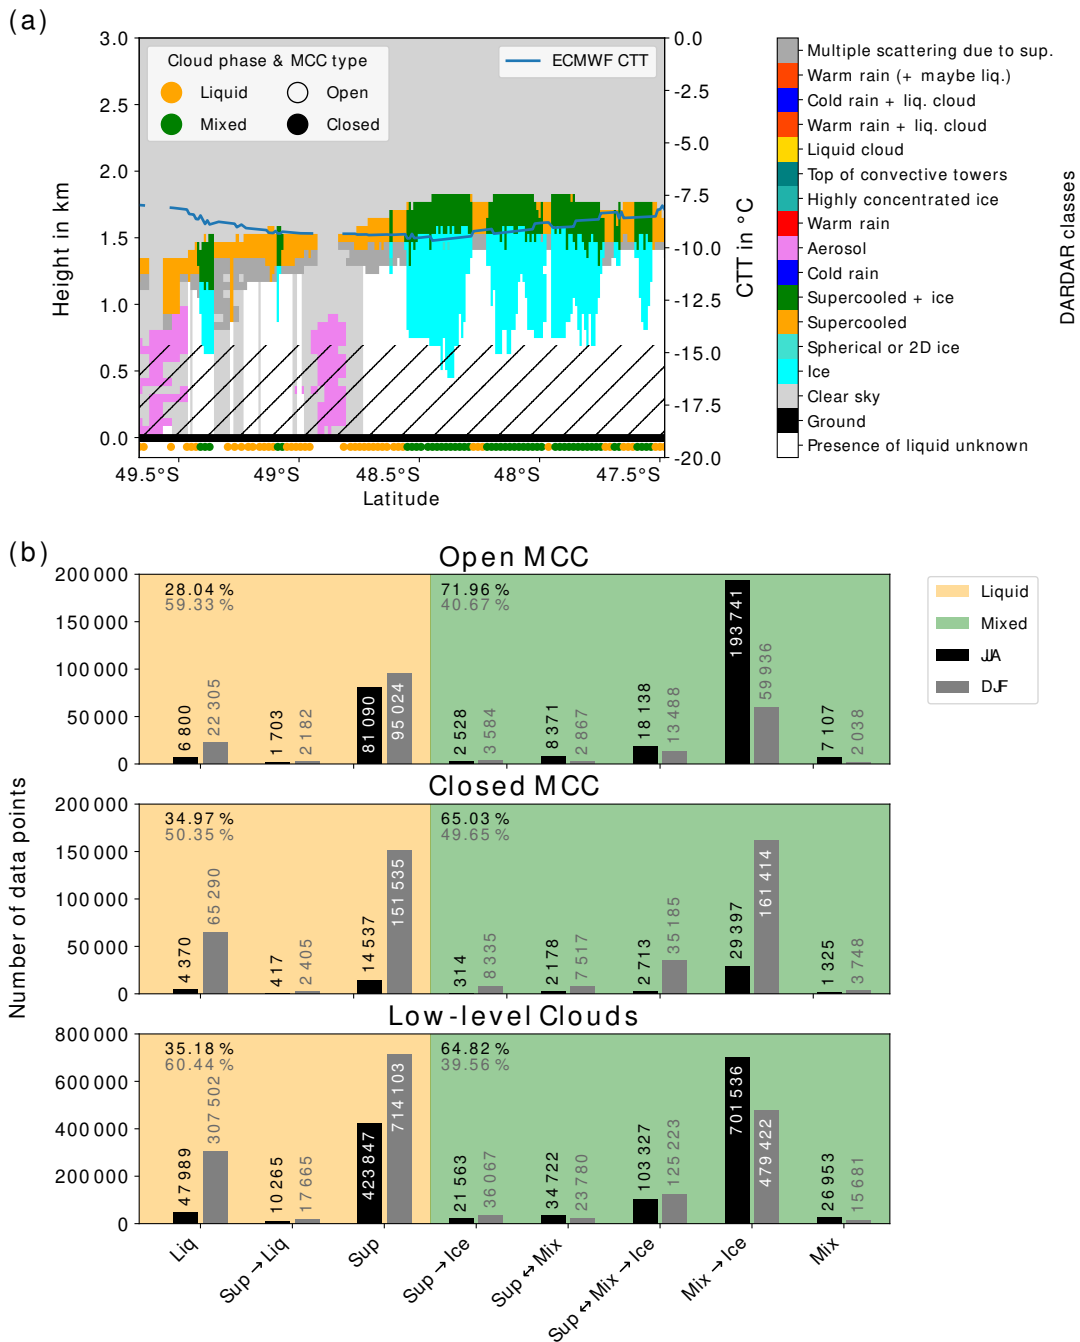 (a)
3.0
2.5
2.0
1.5
1.0
0.5
0.0
Height in km
Cloud phase & MCC type
Liquid
Open
Mixed
Closed
ECMWF CTT
0.0
-2.5
-5.0
-7.5
-10.0
-12.5
-15.0
-17.5
-20.0
CTT in °C
49.5°S
49°S
48.5°S
48°S
47.5°S
Latitude
Multiple scattering due to sup.
Warm rain (+ maybe liq.)
Cold rain + liq. cloud
Warm rain + liq. cloud
Liquid cloud
Top of convective towers
Highly concentrated ice
Warm rain
Aerosol
Cold rain
Supercooled + ice
Supercooled
Spherical or 2D ice
Ice
Clear sky
Ground
Presence of liquid unknown
DARDAR classes
(b)
Open MCC
200 000
150 000
100 000
50 000
0
28.04 %
59.33 %
71.96 %
40.67 %
6 800
22 305
1 703
2 182
81 090
95 024
2 528
3 584
8 371
2 867
18 138
13 488
193 741
59 936
7 107
2 038
Liquid
Mixed
JJA
DJF
Closed MCC
200 000
150 000
100 000
50 000
0
34.97 %
50.35 %
65.03 %
49.65 %
4 370
65 290
417
2 405
14 537
151 535
314
8 335
2 178
7 517
2 713
35 185
29 397
161 414
1 325
3 748
Number of data points
Low-level Clouds
800 000
600 000
400 000
200 000
0
35.18 %
60.44 %
64.82 %
39.56 %
47 989
307 502
10 265
17 665
423 847
714 103
21 563
36 067
34 722
23 780
103 327
125 223
701 536
479 422
26 953
15 681
Liq
Sup → Liq
Sup
Sup → Ice
Sup ↔ Mix
Sup ↔ Mix → Ice
Mix → Ice
Mix